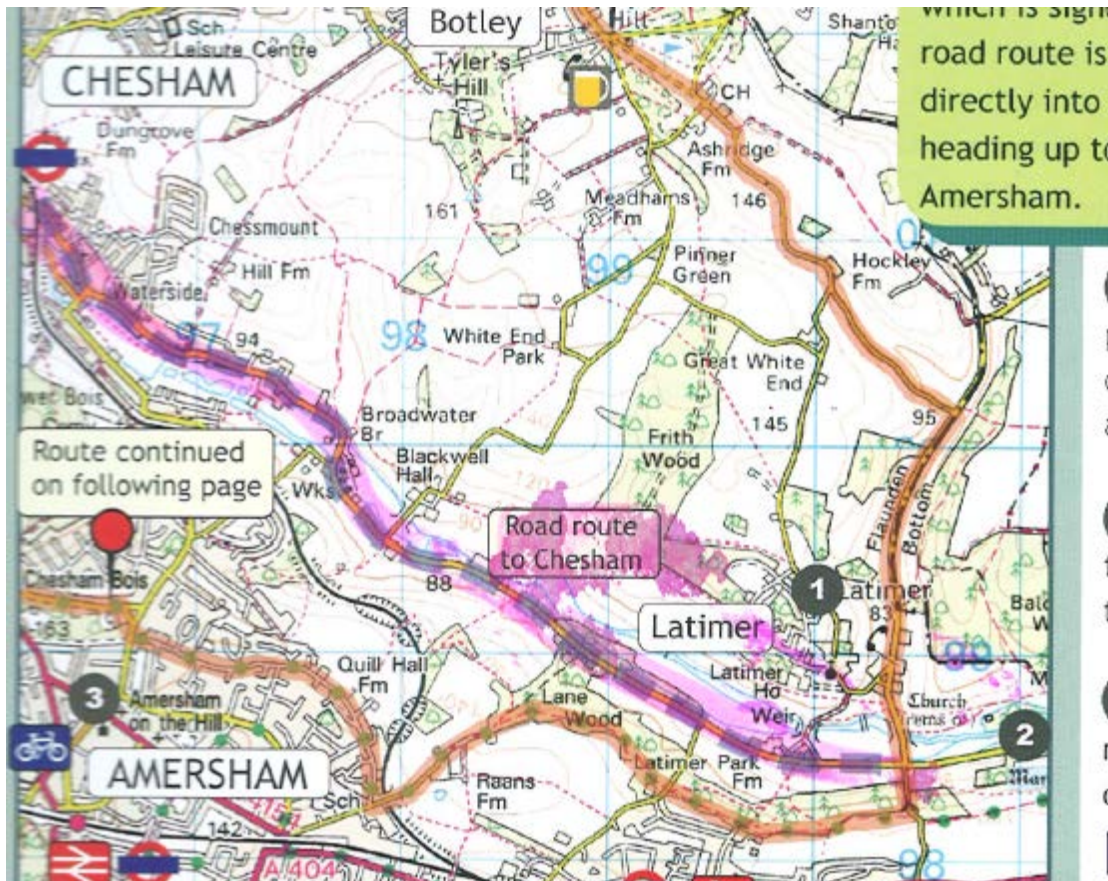 Botley
Hill
Sch
Leisure Centre
CHESHAM
Tyler's
Hill
which is
road route is
directly into
heading up to
Amersham.
CH
Dungrove
Fm
Ashridge
Fm
161
Meadhams
Fm
146
Chessmount
Pinner
Green
Hockley
Fm
Hill Fm
99
Waterside
97
94
98
White End
Park
Great White
End
Broadwater
Br
145
95
Route continued
on following page
Blackwell
Hall
Frith
Wood
Wks
Flaunden
Bottom
Road route
to Chesham
Chesham Bois
88
1
Latimer
83
163
Latimer
99
Quill Hall
Fm
Latimer
Ho
3
Amersham
on the Hill
Lane
Wood
Weir
Church
2
AMERSHAM
Latimer Park
Fm
Raans
Fm
Sch
142
A 404
98